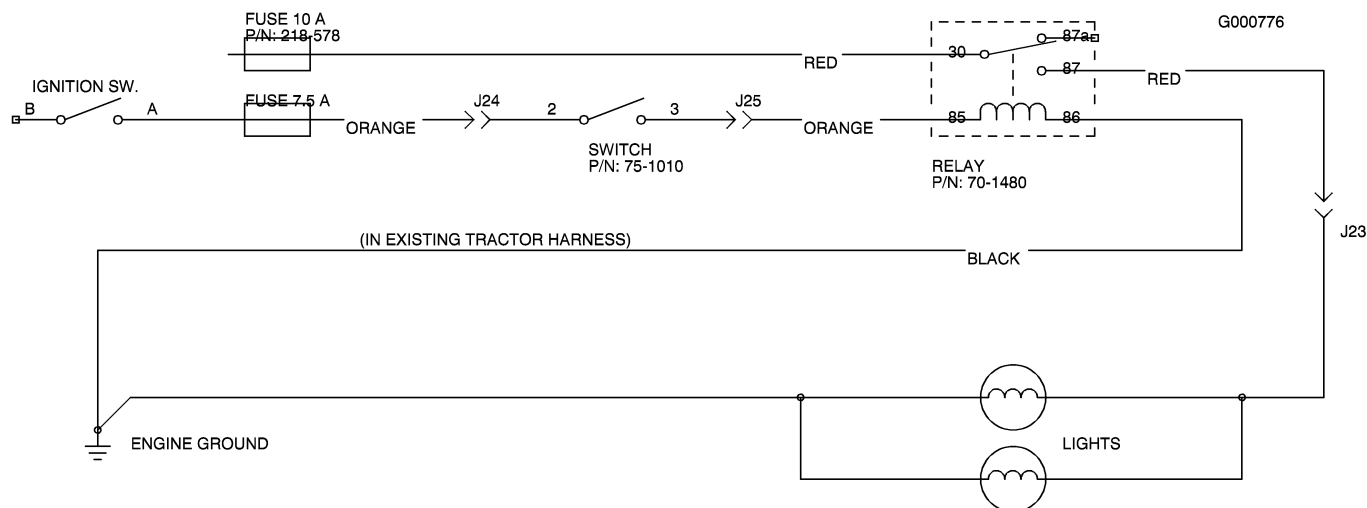 FUSE 10 A
P/N: 218-578
G000776
30
87a
RED
87
RED
IGNITION SW.
B
A
FUSE 7.5 A
ORANGE
J24
2
3
J25
ORANGE
85
86
SWITCH
P/N: 75-1010
RELAY
P/N: 70-1480
J23
(IN EXISTING TRACTOR HARNESS)
BLACK
ENGINE GROUND
LIGHTS